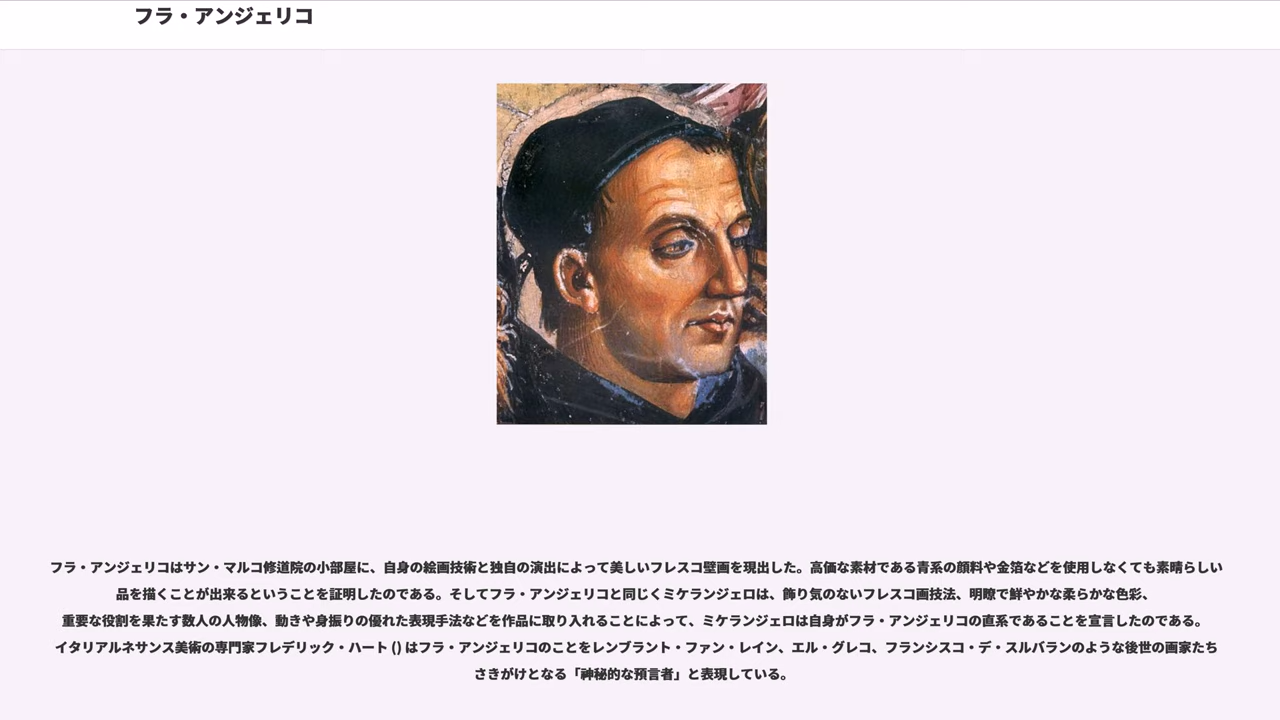 フラ・アンジェリコ
フラ・アンジェリコはサン・マルコ修道院の小部屋に、自身の絵画技術と独自の演出によって美しいフレスコ壁画を現出した。高価な素材である青系の顔料や金箔などを使用しなくても素晴らしい
品を描くことが出来るということを証明したのである。そしてフラ・アンジェリコと同じくミケランジェロは、飾り気のないフレスコ画技法、明瞭で鮮やかな柔らかな色彩、
重要な役割を果たす数人の人物像、動きや身振りの優れた表現手法などを作品に取り入れることによって、ミケランジェロは自身がフラ・アンジェリコの直系であることを宣言したのである。
イタリアルネサンス美術の専門家フレデリック・ハート () はフラ・アンジェリコのことをレンブラント・ファン・レイン、エル・グレコ、フランシスコ・デ・スルバランのような後世の画家たち
さきがけとなる「神秘的な預言者」と表現している。